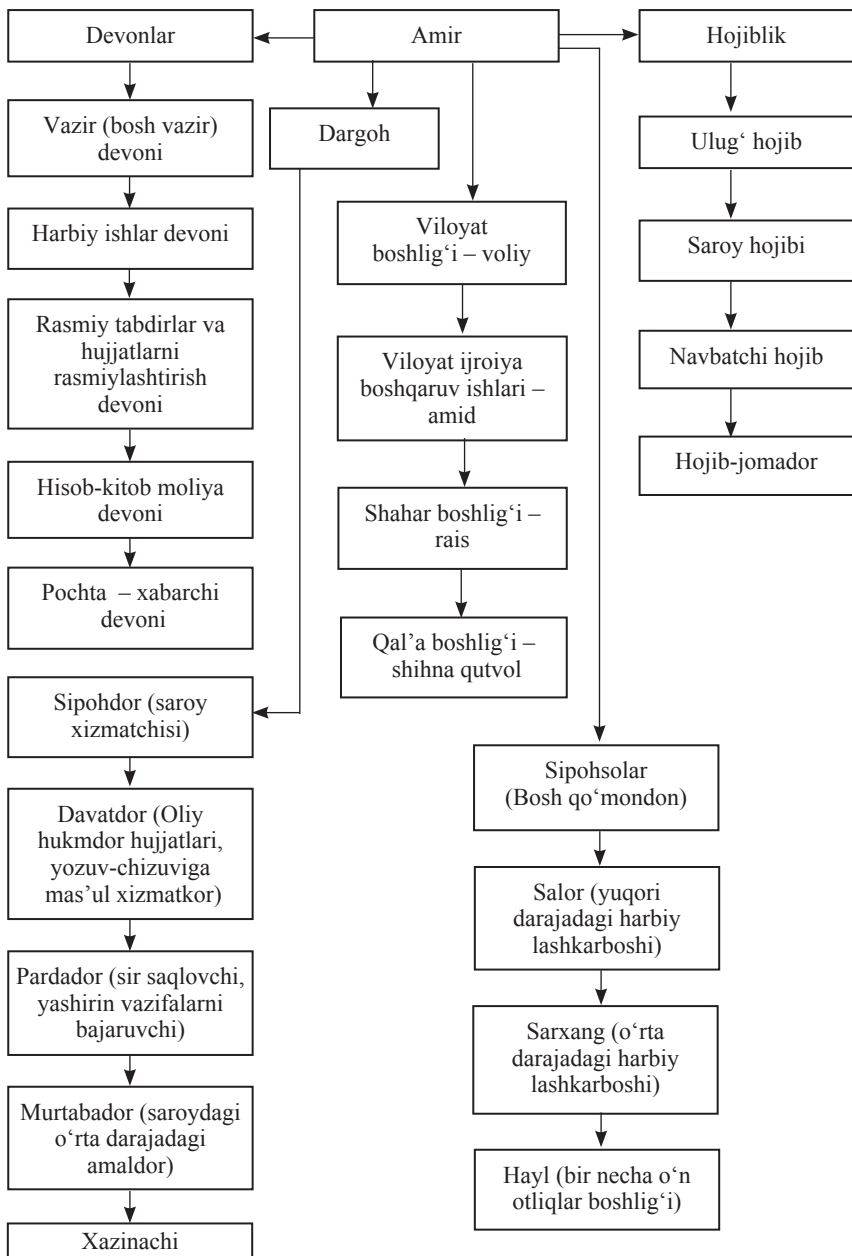 Devonlar
Amir
Hojiblik
Vazir (bosh vazir)
devoni
Harbiy ishlar devoni
Rasmiy tabdirlar va
hujjatlarni
rasmiylashtirish
devoni
Hisob-kitob moliya
devoni
Pochta – xabarchi
devoni
Dargoh
Sipohdor (saroy
xizmatchisi)
Davatdor (Oliy
hukmdor hujjatlari,
yozuv-chizuviga
mas’ul xizmatkor)
Pardador (sir saqlovchi,
yashirin vazifalarni
bajaruvchi)
Murtabador (saroydagi
o‘rta darajadagi
amaldor)
Xazinachi
Viloyat
boshlig‘i – voliy
Viloyat ijroiya
boshqaruv ishlari –
amid
Shahar boshlig‘i –
rais
Qal’a boshlig‘i –
shihna qutvol
Sipohsolar
(Bosh qo‘mondon)
Salor (yuqori
darajadagi harbiy
lashkarboshi)
Sarxang (o‘rta
darajadagi harbiy
lashkarboshi)
Hayl (bir necha o‘n
otliqlar boshlig‘i)
Ulug‘ hojib
Saroy hojibi
Navbatchi hojib
Hojib-jomador